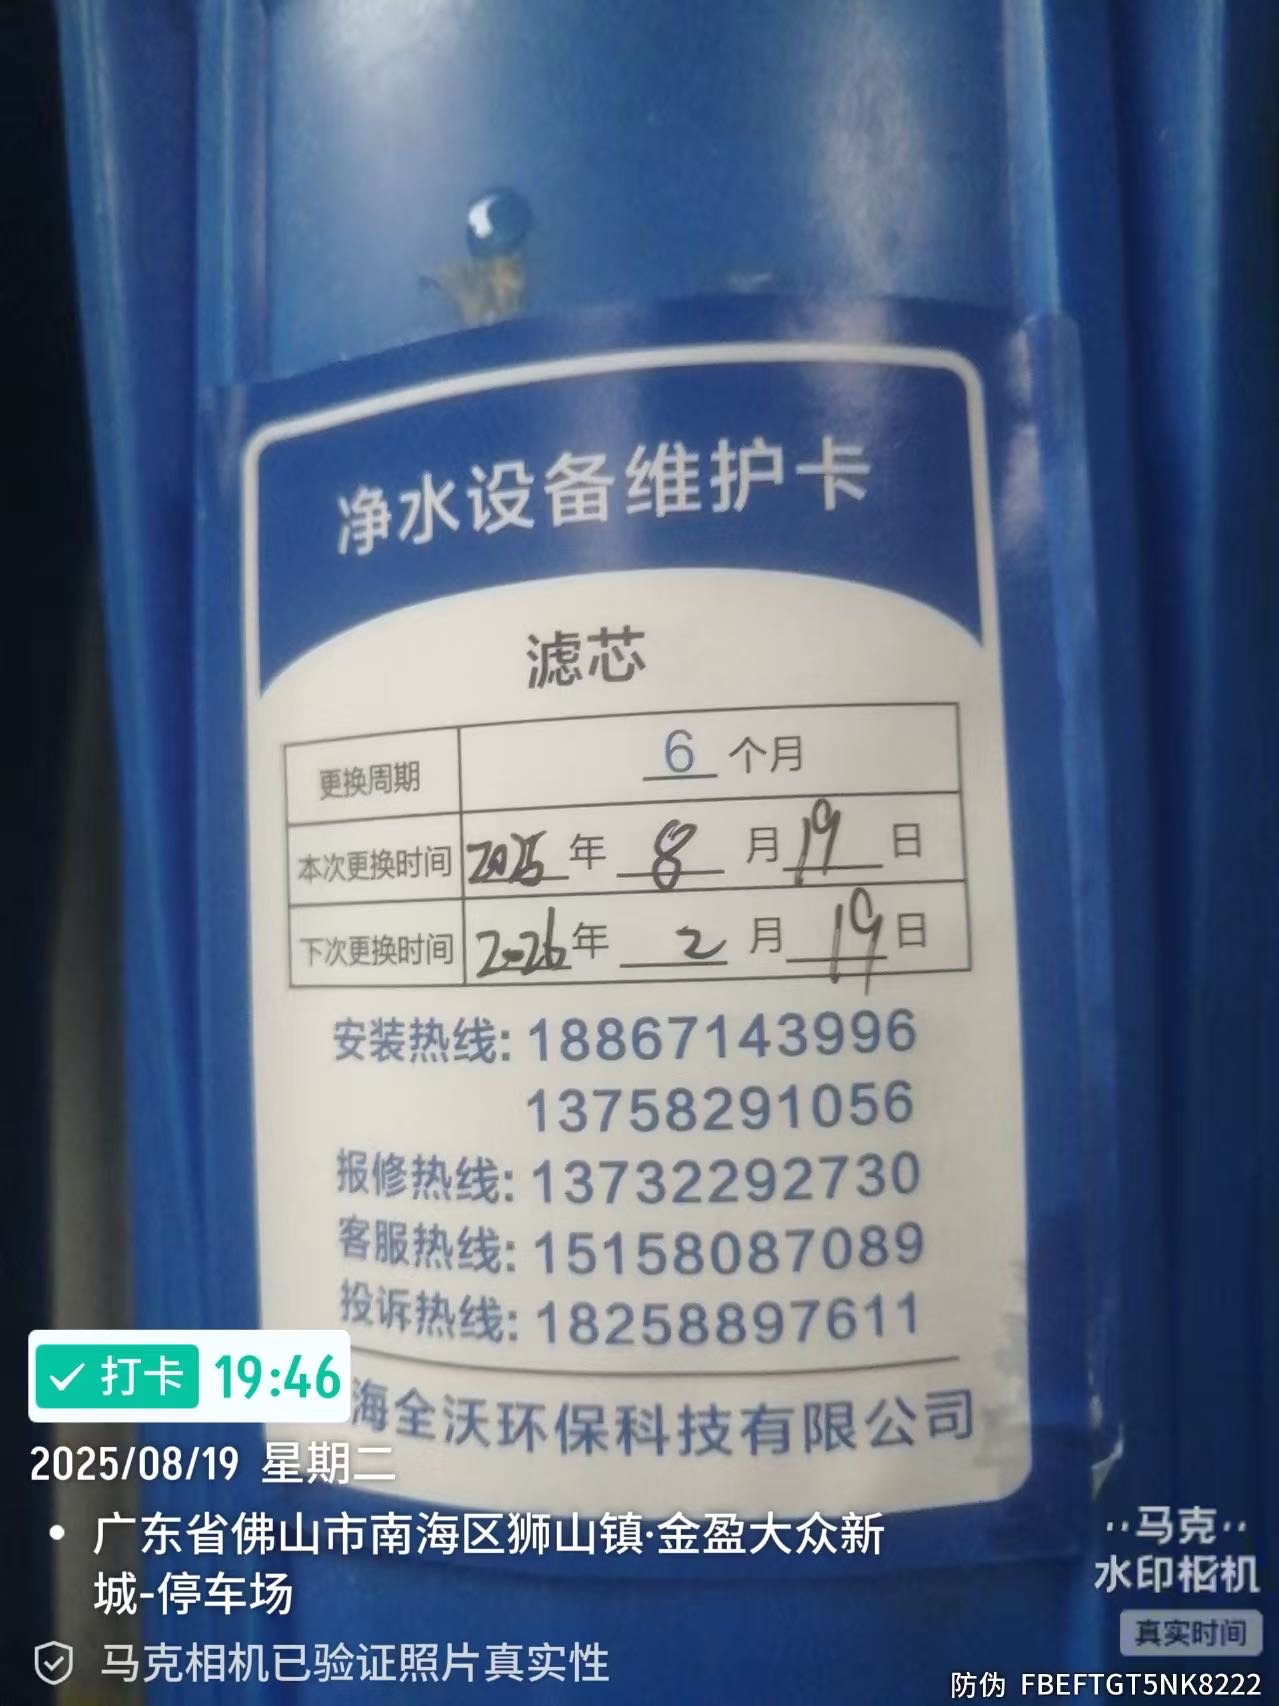 净水设备维护卡
滤芯
更换周期 6 个月
本次更换时间 2025 年 8 月 19 日
下次更换时间 2026 年 2 月 19 日
安装热线: 18867143996
13758291056
报修热线: 13732292730
客服热线: 15158087089
投诉热线: 18258897611
海全沃环保科技有限公司
打卡 19:46
2025/08/19 星期二
广东省佛山市南海区狮山镇·金盈大众新
城-停车场
马克相机已验证照片真实性
马克
水印相机
真实时间
防伪 FBEFTGT5NK8222